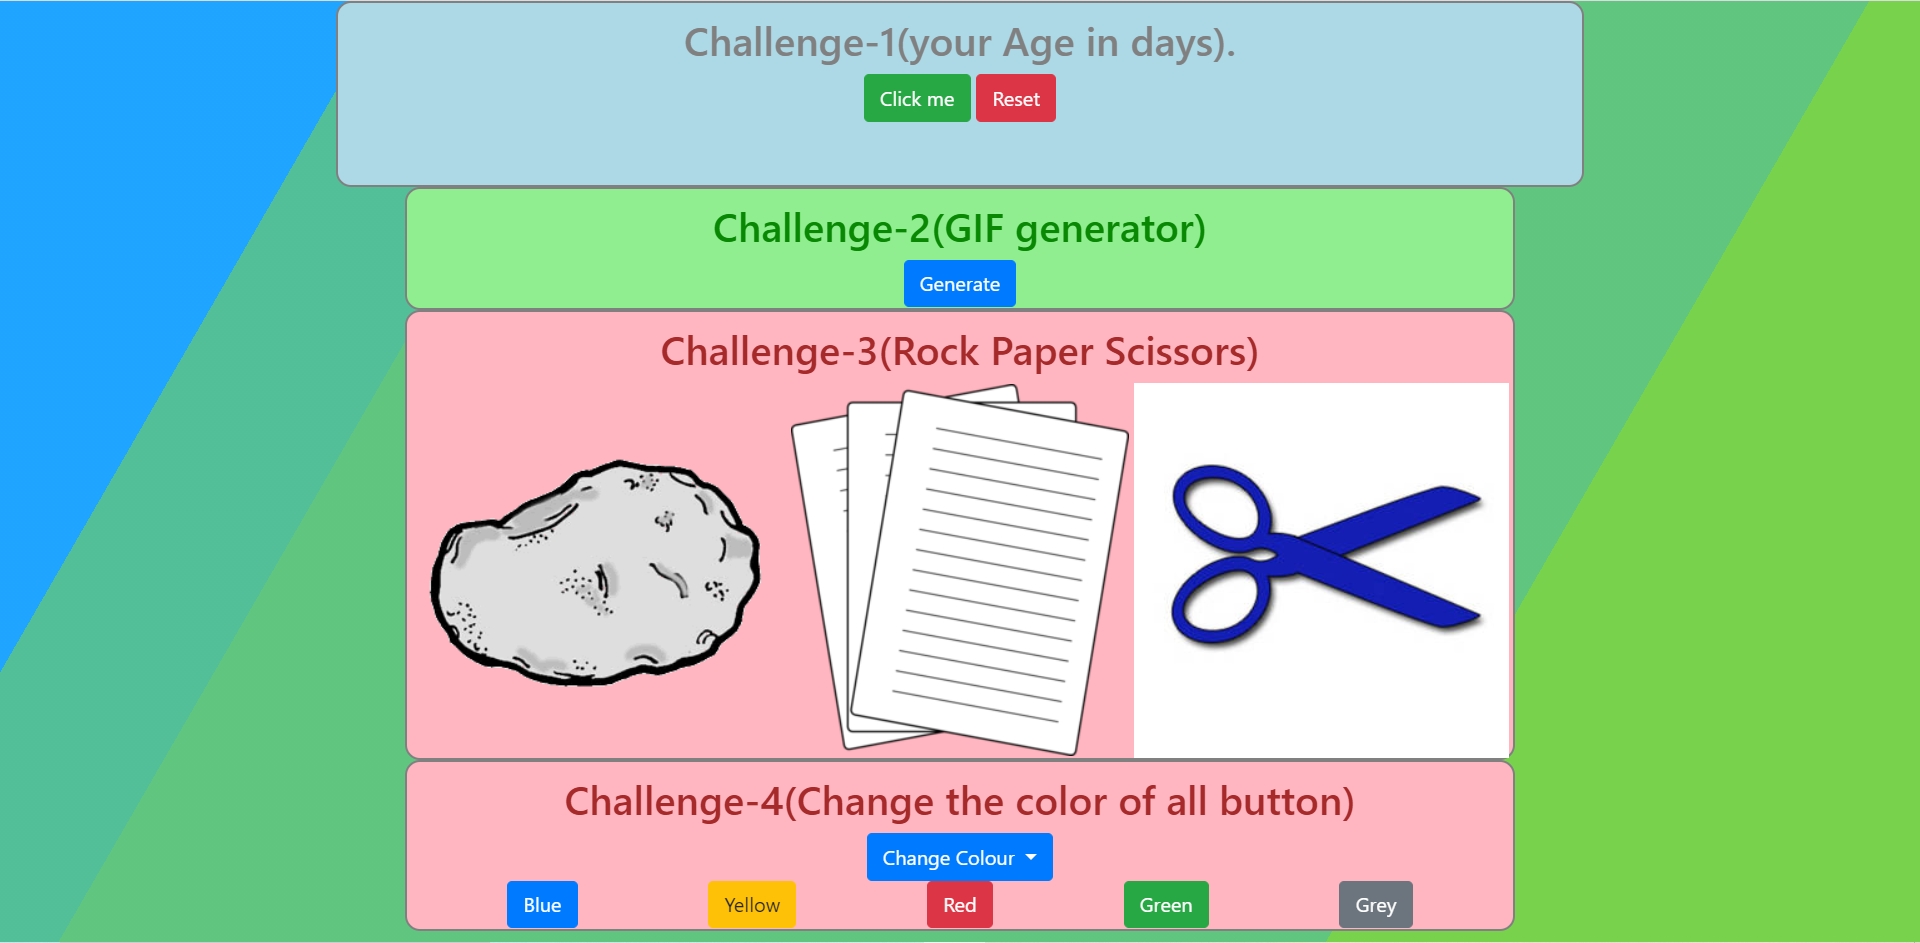 Challenge-1(your Age in days).
Click me Reset
Challenge-2(GIF generator)
Generate
Challenge-3(Rock Paper Scissors)
Challenge-4(Change the color of all button)
Change Colour
Blue Yellow Red Green Grey